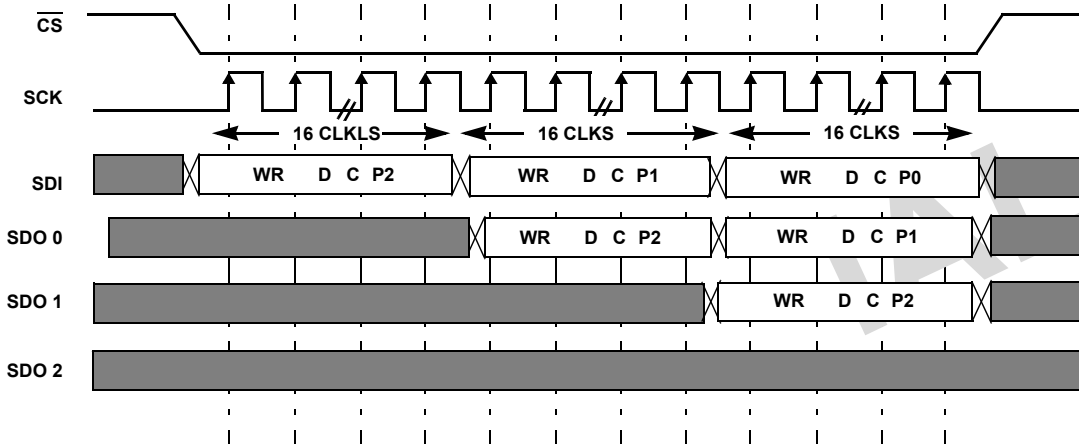 CS
SCK
16 CLKLS 16 CLKS 16 CLKS
SDI WR D C P2 WR D C P1 WR D C P0
SDO 0 WR D C P2 WR D C P1
SDO 1 WR D C P2
SDO 2